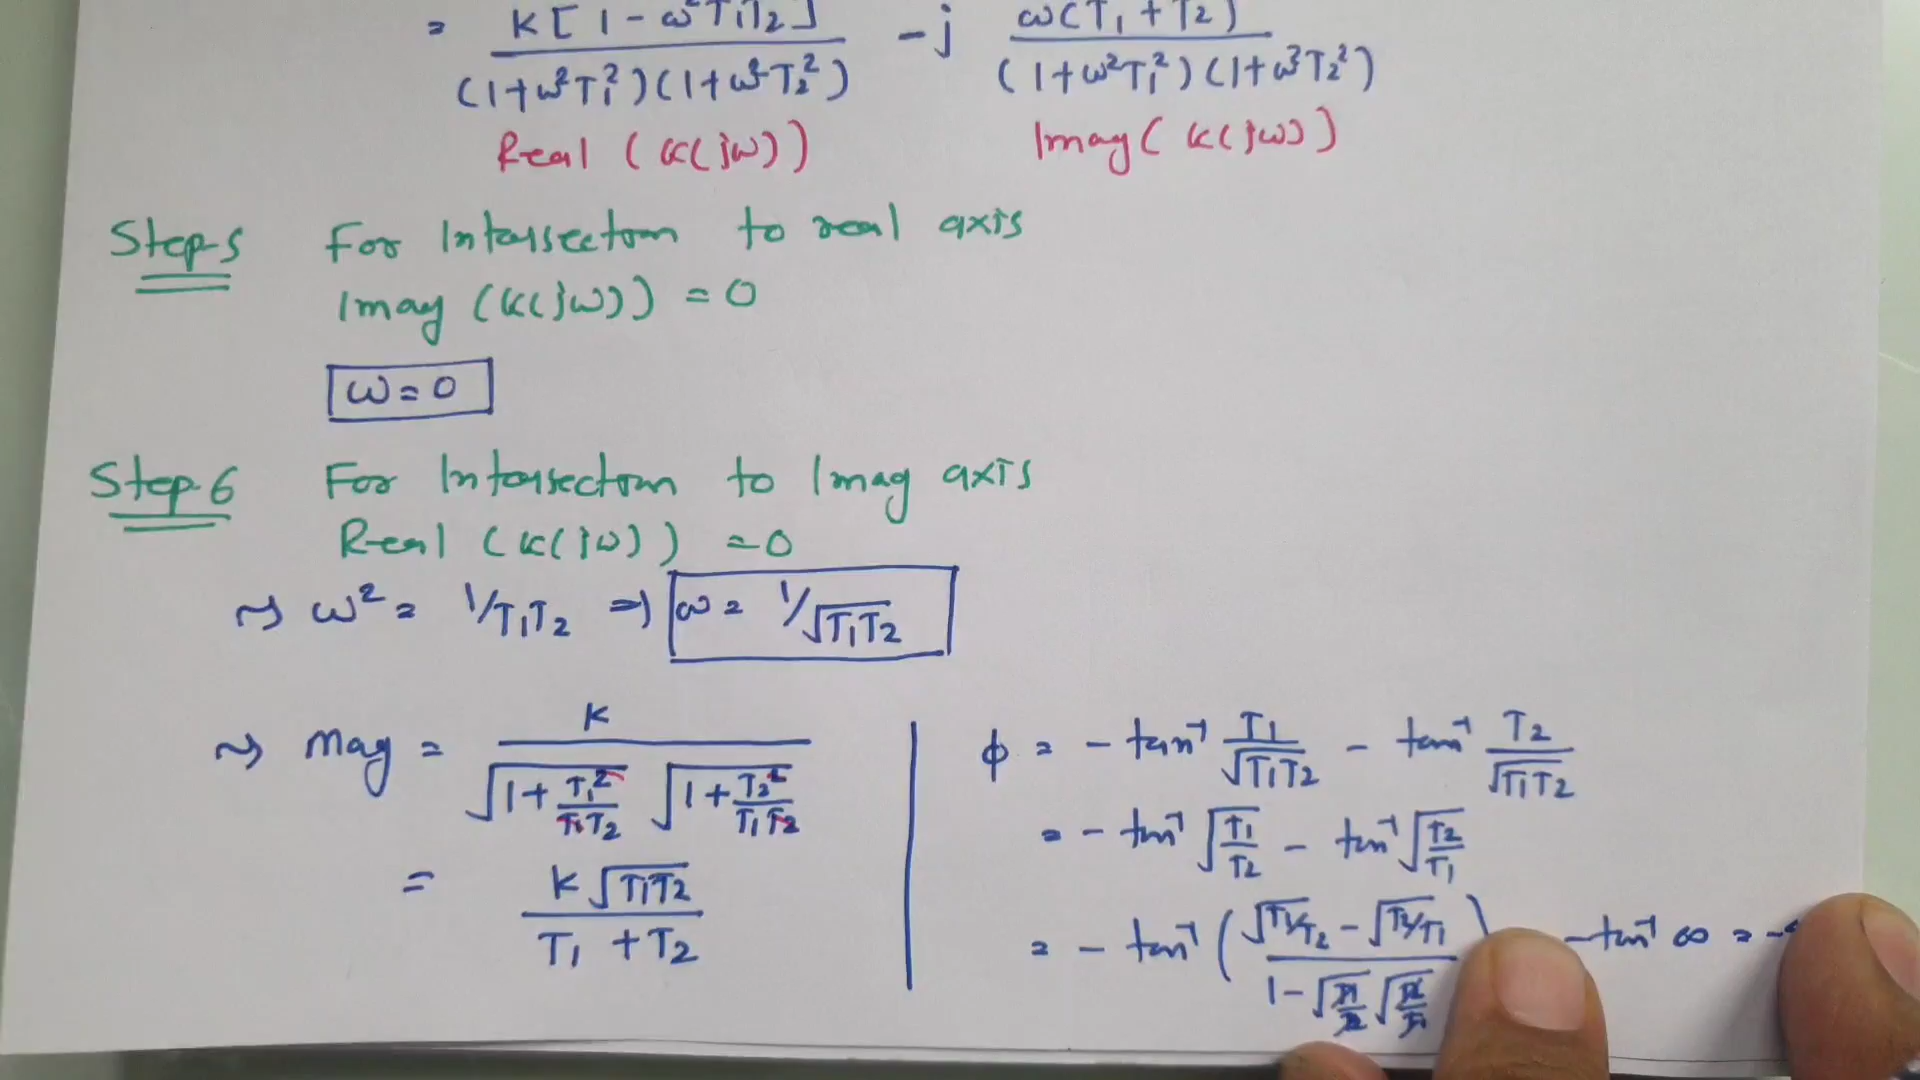 = K[1-ω²T₁T₂] / (1+ω²T₁²)(1+ω²T₂²) - j ω(T₁+T₂) / (1+ω²T₁²)(1+ω²T₂²)
Real (K(jω)) Imag (K(jω))
Step-5 For Intersection to real axis
Imag (K(jω)) = 0
ω = 0
Step-6 For Intersection to Imag axis
Real (K(jω)) = 0
⇝ ω² = 1/T₁T₂ ⇒ ω = 1/√T₁T₂
⇝ Mag = K / √(1+T₁²/T₁T₂) √(1+T₂²/T₁T₂)
= K√T₁T₂ / T₁+T₂
ϕ = - tan⁻¹ T₁/√T₁T₂ - tan⁻¹ T₂/√T₁T₂
= - tan⁻¹ √(T₁/T₂) - tan⁻¹ √(T₂/T₁)
= - tan⁻¹ ( √T₁/T₂ - √T₂/T₁ / 1 - √(T₁/T₂) √(T₂/T₁) ) - tan⁻¹ ∞ = -